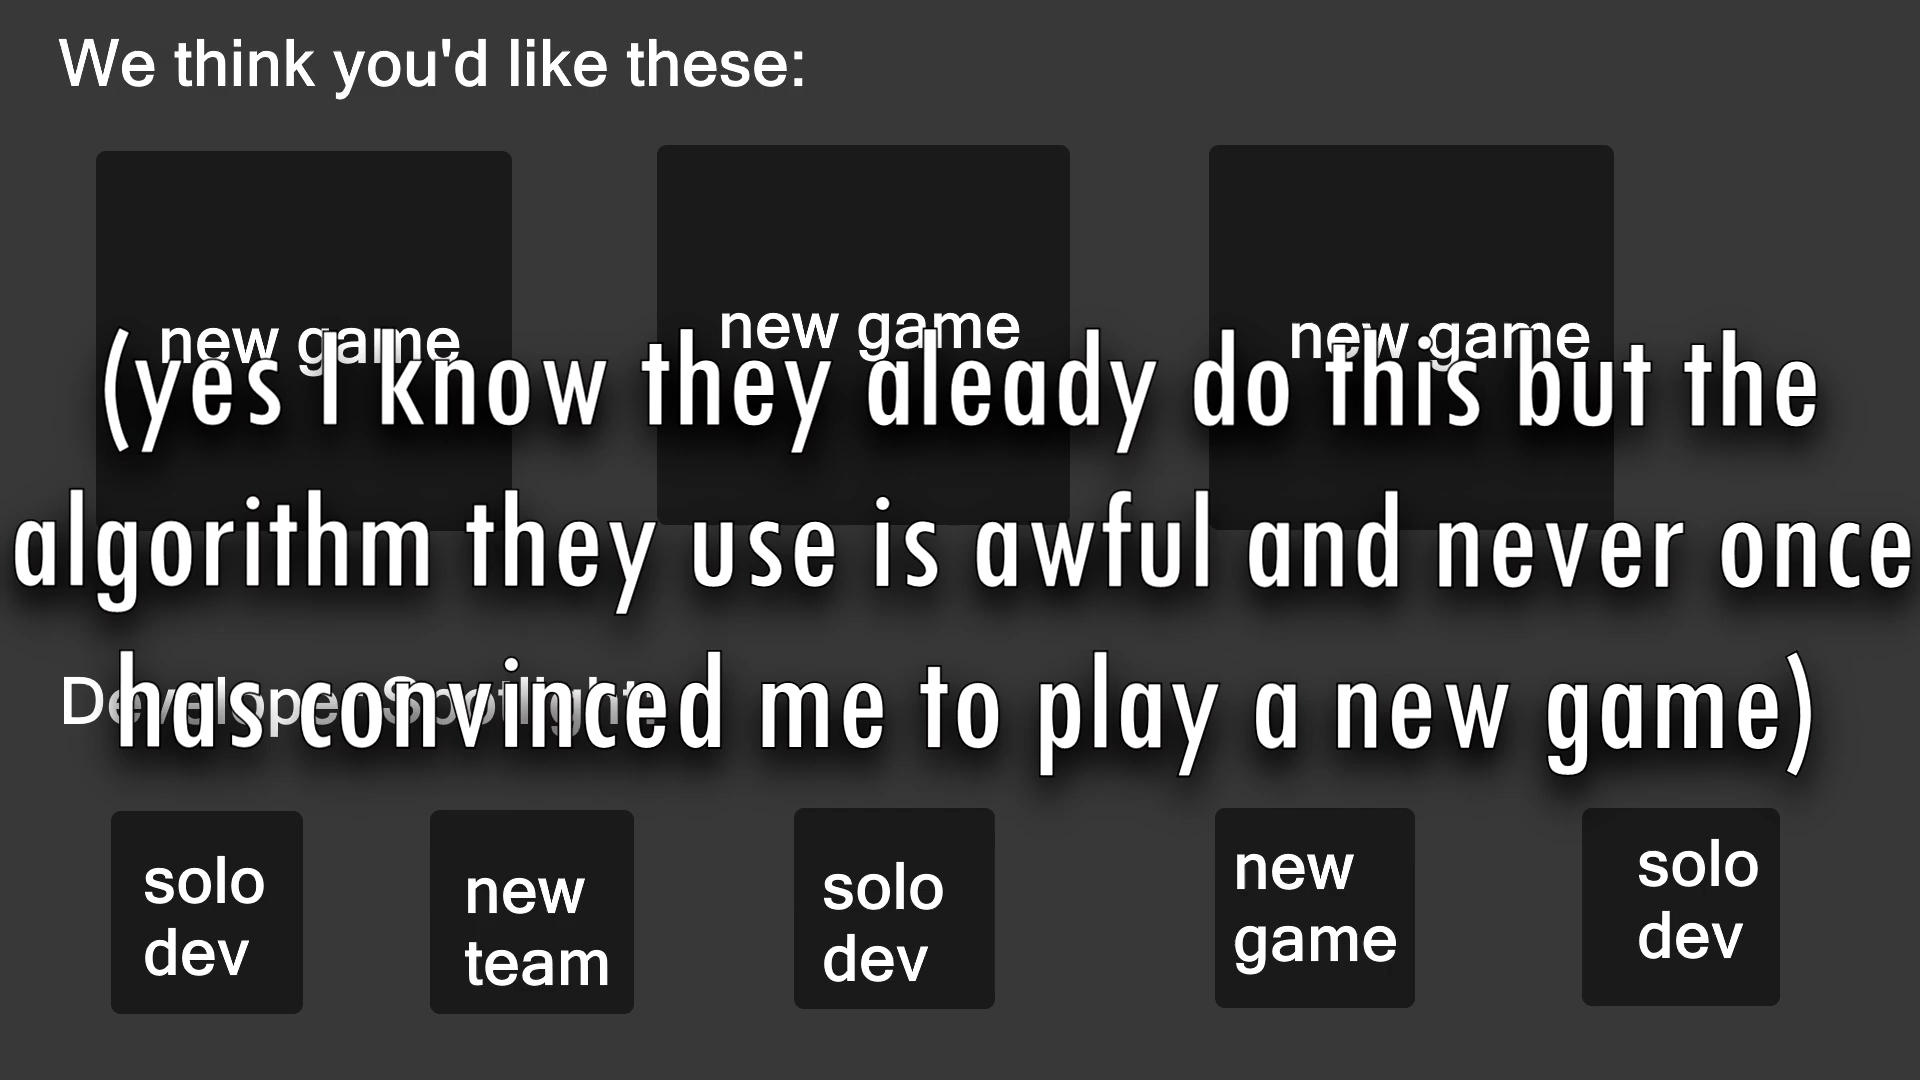 We think you'd like these:
new game
new game
new game
(yes I know they aleady do this but the
algorithm they use is awful and never once
has convinced me to play a new game)
Developer Spotlight:
solo
dev
new
team
solo
dev
new
game
solo
dev